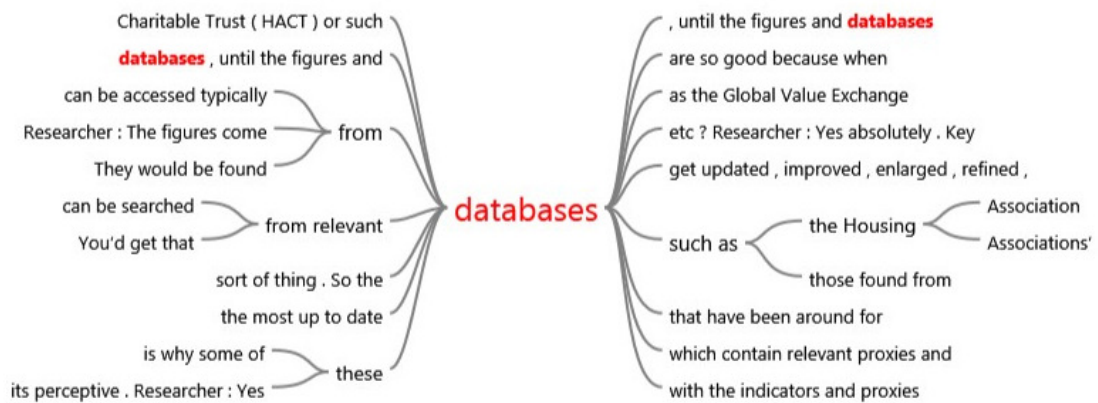 Charitable Trust ( HACT ) or such
databases , until the figures and
can be accessed typically
Researcher : The figures come
They would be found
from
can be searched
You'd get that
from relevant
sort of thing . So the
the most up to date
is why some of
its perceptive . Researcher : Yes
these
databases
, until the figures and databases
are so good because when
as the Global Value Exchange
etc ? Researcher : Yes absolutely . Key
get updated , improved , enlarged , refined ,
such as
the Housing
Association
Associations'
those found from
that have been around for
which contain relevant proxies and
with the indicators and proxies